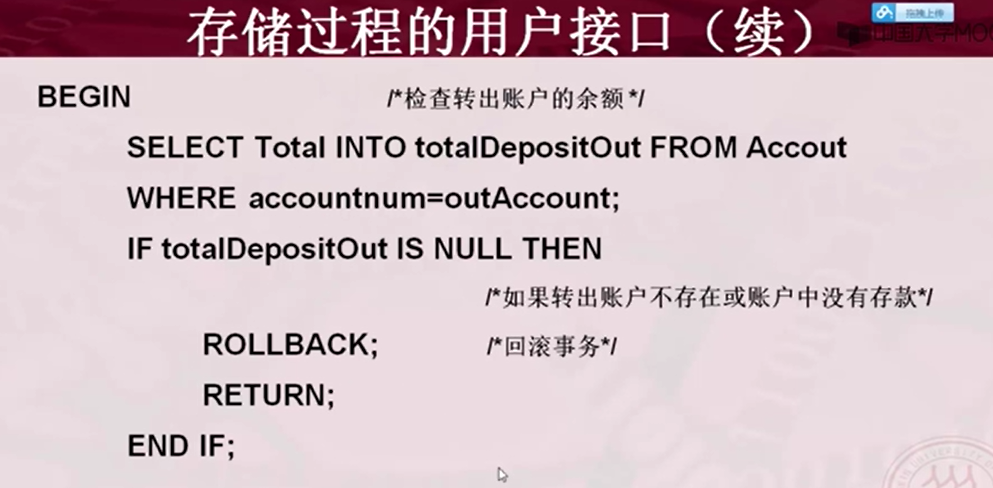 存储过程的用户接口（续）
拖拽上传
中国大学MO
BEGIN /*检查转出账户的余额*/
SELECT Total INTO totalDepositOut FROM Accout
WHERE accountnum=outAccount;
IF totalDepositOut IS NULL THEN
/*如果转出账户不存在或账户中没有存款*/
ROLLBACK; /*回滚事务*/
RETURN;
END IF;